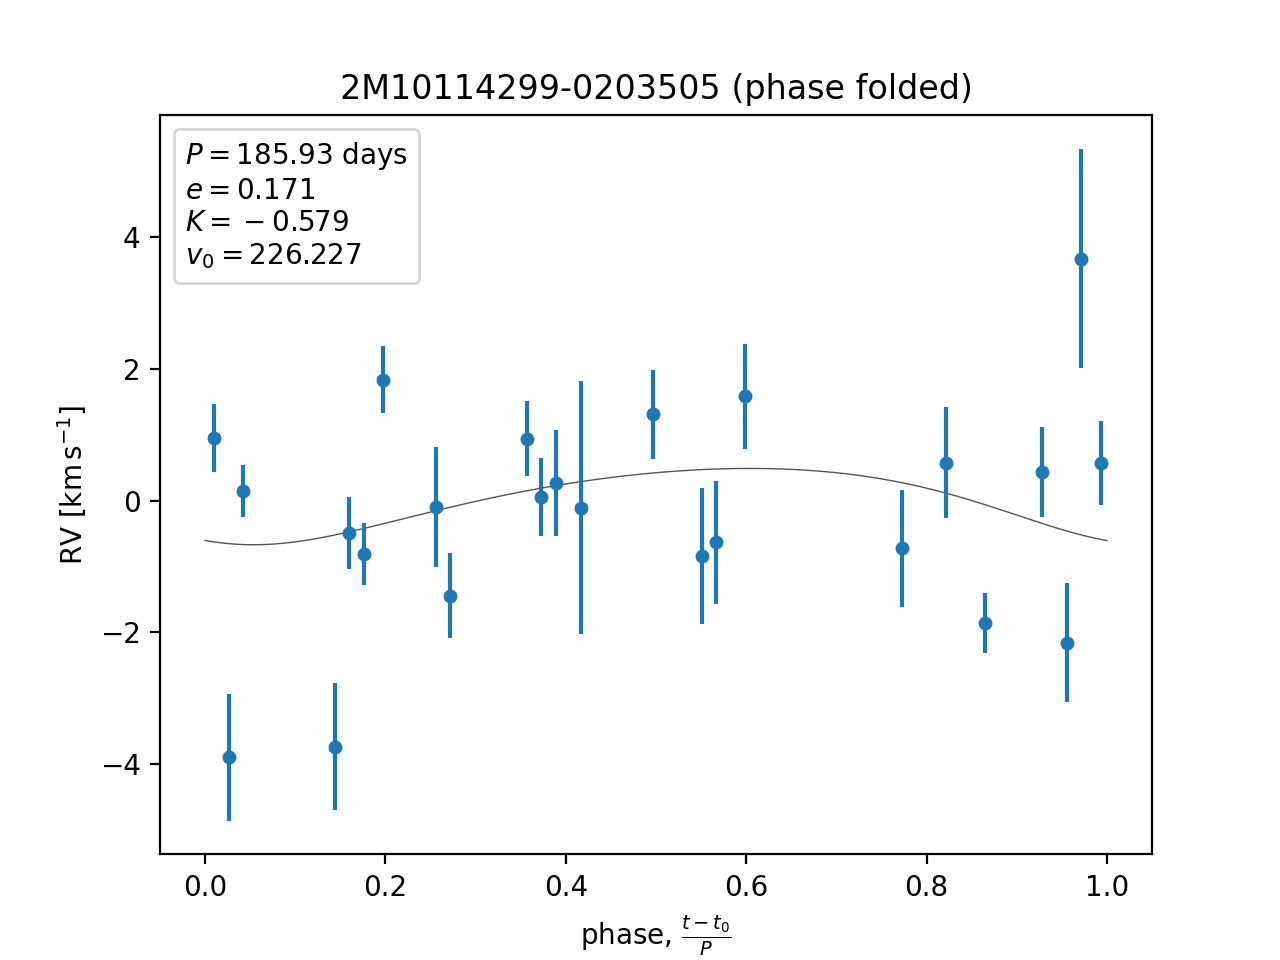 2M10114299-0203505 (phase folded)
P = 185.93 days
e = 0.171
K = −0.579
v₀ = 226.227
4
2
0
−2
−4
RV [km s⁻¹]
0.0 0.2 0.4 0.6 0.8 1.0
phase, (t − t₀)/P